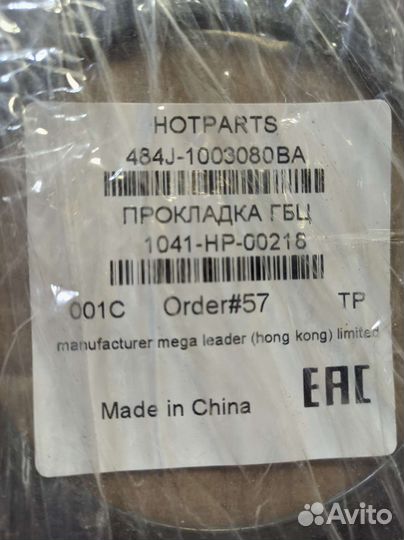 HOTPARTS
484J-1003080BA
ПРОКЛАДКА ГБЦ
1041-HP-00218
001C Order#57 TP
manufacturer mega leader (hong kong) limited
Made in China EAC
Avito